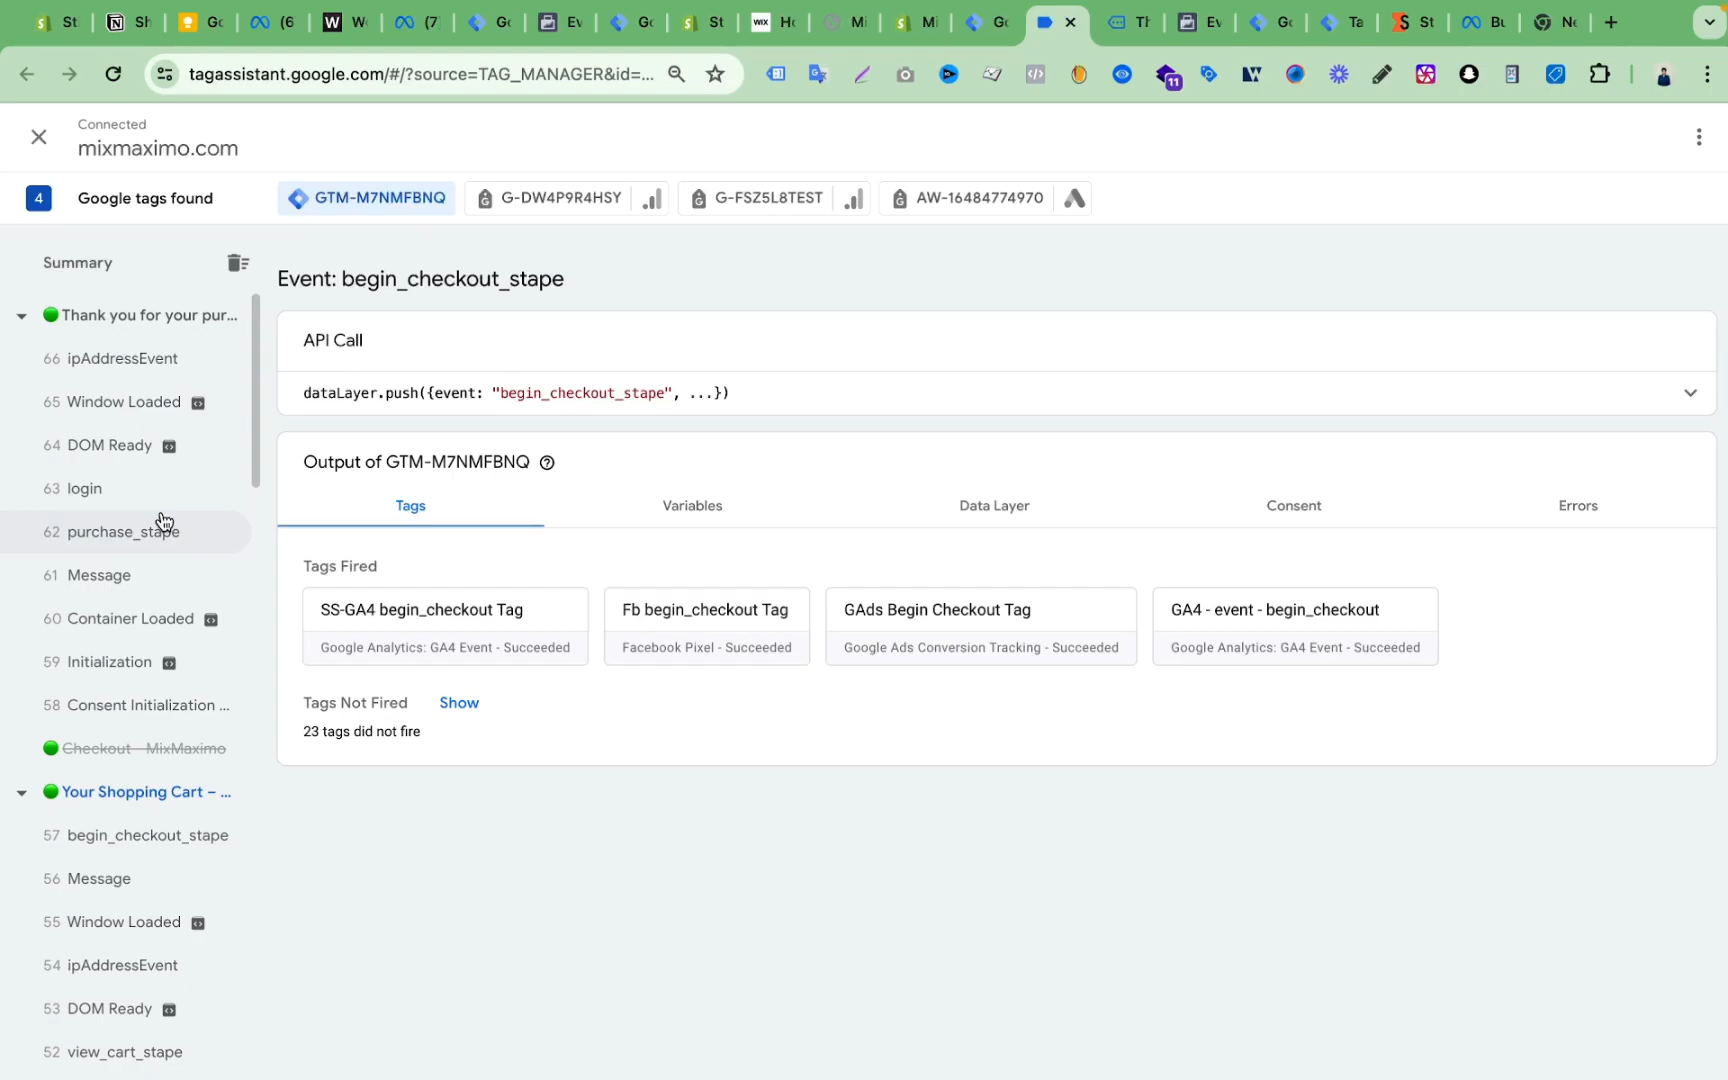 St
Sh
Gc
(6
W
(7
Ge
Ev
Gc
St
WIX
Ho
Mi
Mi
Gc
Th
Ev
Gc
Ta
St
Bu
Ne
tagassistant.google.com/#/?source=TAG_MANAGER&id=...
11
Connected
mixmaximo.com
4
Google tags found
GTM-M7NMFBNQ
G-DW4P9R4HSY
G-FSZ5L8TEST
AW-16484774970
Summary
Thank you for your pur...
66 ipAddressEvent
65 Window Loaded
64 DOM Ready
63 login
62 purchase_stape
61 Message
60 Container Loaded
59 Initialization
58 Consent Initialization ...
Checkout - MixMaximo
Your Shopping Cart – ...
57 begin_checkout_stape
56 Message
55 Window Loaded
54 ipAddressEvent
53 DOM Ready
52 view_cart_stape
Event: begin_checkout_stape
API Call
dataLayer.push({event: "begin_checkout_stape", ...})
Output of GTM-M7NMFBNQ
Tags
Variables
Data Layer
Consent
Errors
Tags Fired
SS-GA4 begin_checkout Tag
Google Analytics: GA4 Event - Succeeded
Fb begin_checkout Tag
Facebook Pixel - Succeeded
GAds Begin Checkout Tag
Google Ads Conversion Tracking - Succeeded
GA4 - event - begin_checkout
Google Analytics: GA4 Event - Succeeded
Tags Not Fired Show
23 tags did not fire